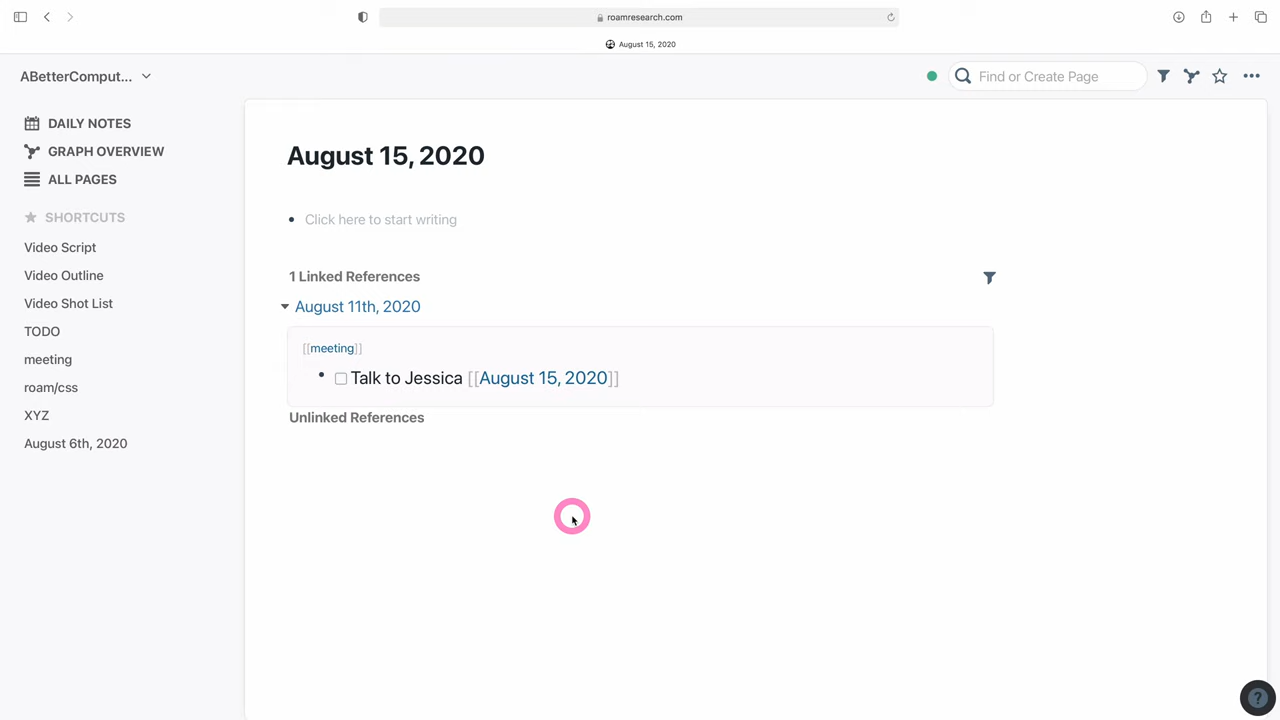 roamresearch.com
August 15, 2020
ABetterComput...
Find or Create Page
DAILY NOTES
GRAPH OVERVIEW
ALL PAGES
SHORTCUTS
Video Script
Video Outline
Video Shot List
TODO
meeting
roam/css
XYZ
August 6th, 2020
August 15, 2020
Click here to start writing
1 Linked References
August 11th, 2020
[[meeting]]
Talk to Jessica [[August 15, 2020]]
Unlinked References
?